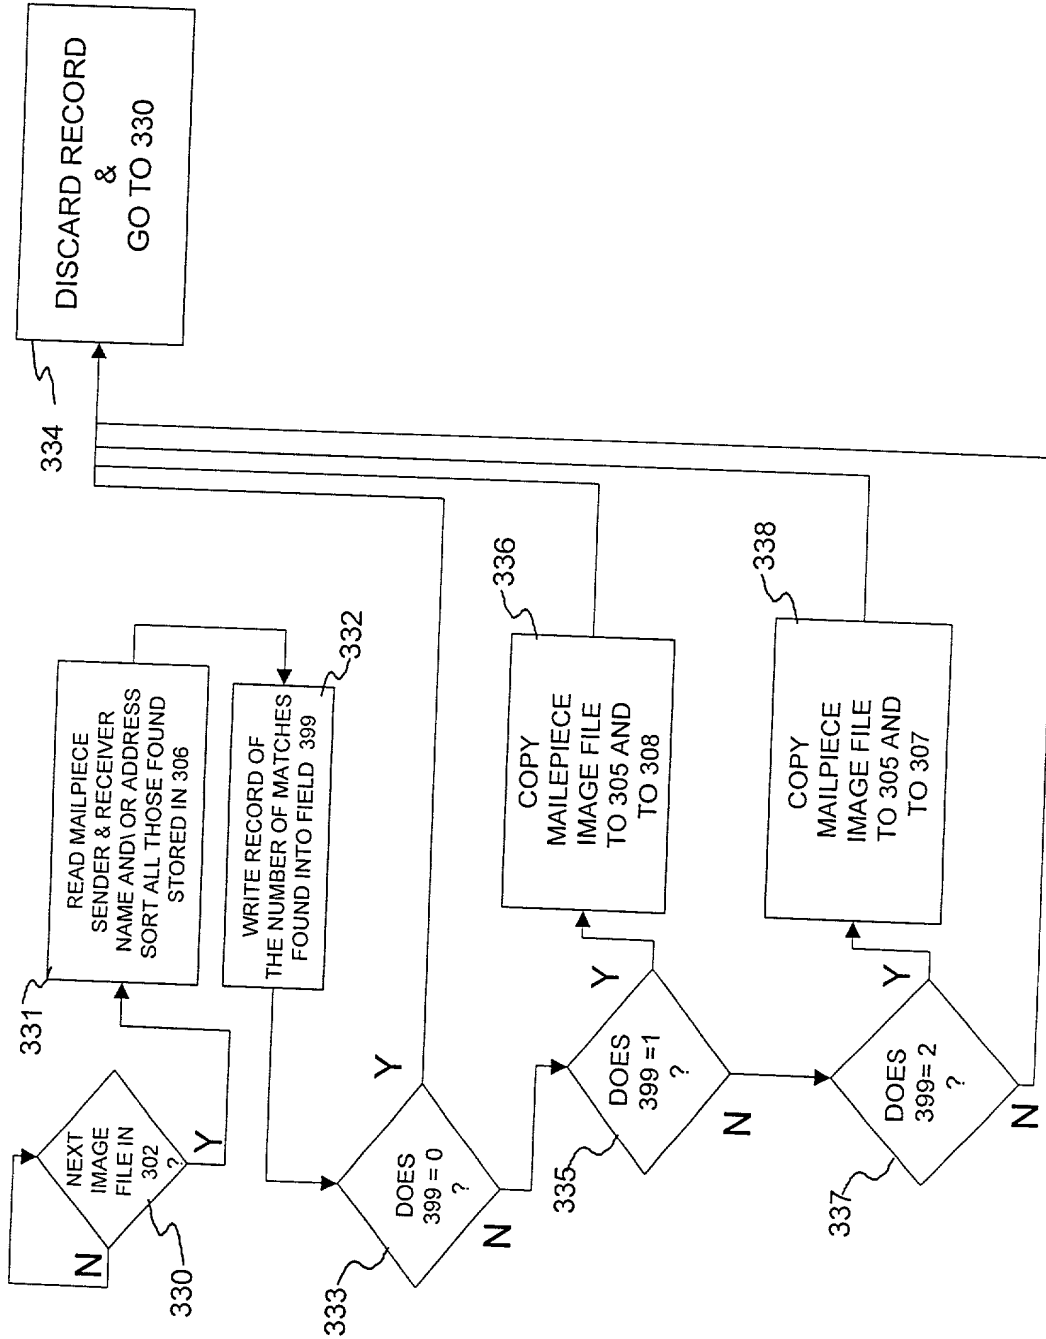 NEXT
IMAGE
FILE IN
302
?
N
Y
330
331
READ MAILPIECE
SENDER & RECEIVER
NAME AND\ OR ADDRESS
SORT ALL THOSE FOUND
STORED IN 306
332
WRITE RECORD OF
THE NUMBER OF MATCHES
FOUND INTO FIELD 399
333
DOES
399 = 0
?
Y
N
334
DISCARD RECORD
&
GO TO 330
335
DOES
399 =1
?
Y
N
336
COPY
MAILEPIECE
IMAGE FILE
TO 305 AND
TO 308
337
DOES
399= 2
?
Y
N
338
COPY
MAILPIECE
IMAGE FILE
TO 305 AND
TO 307